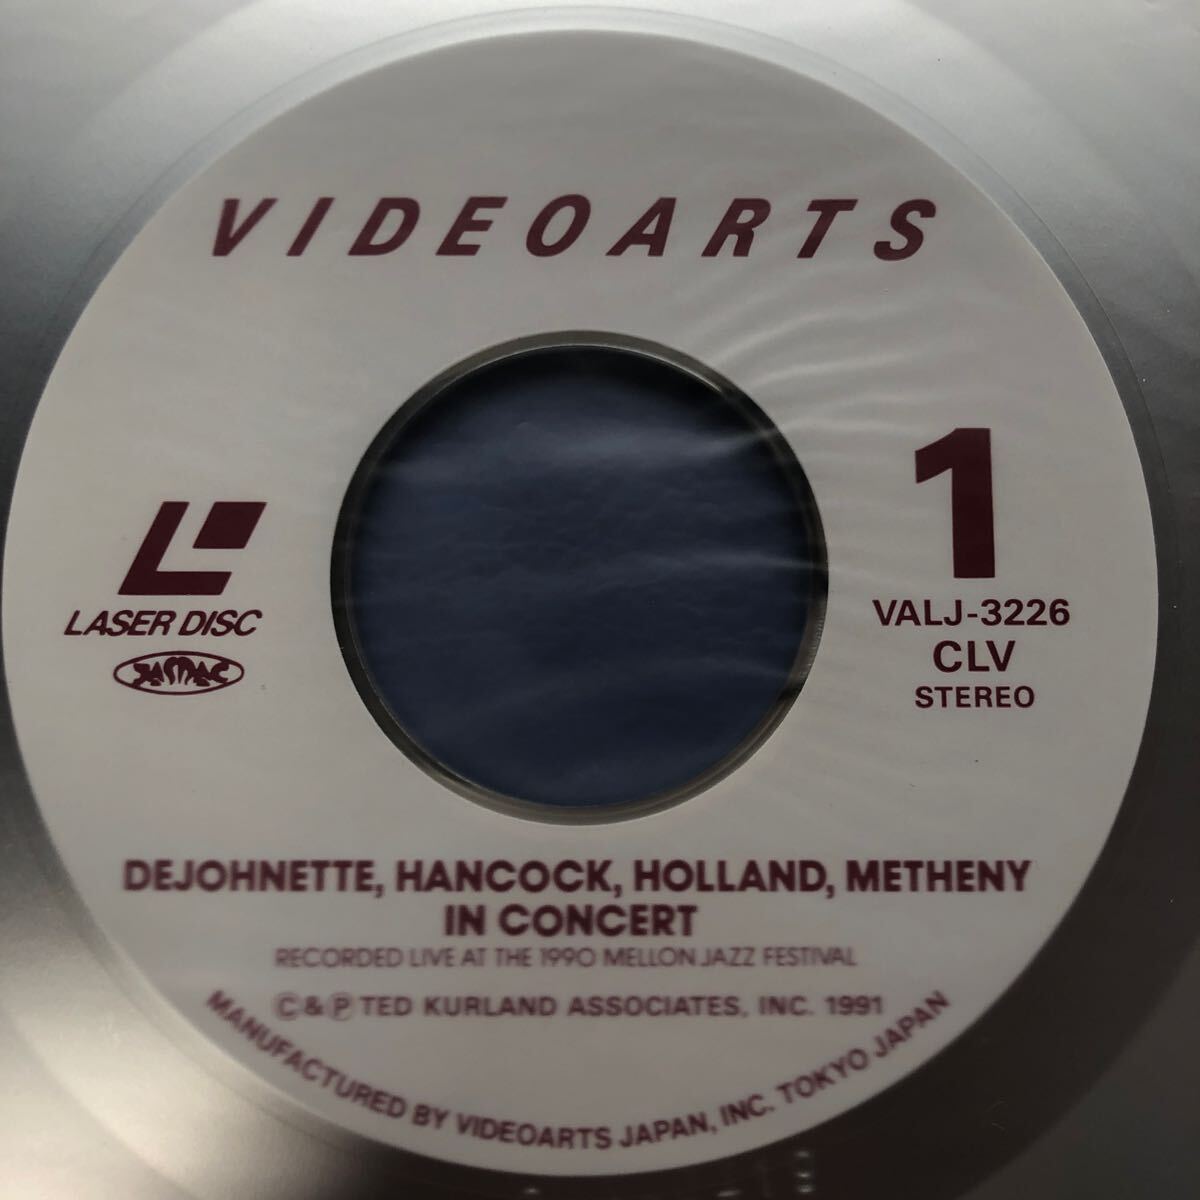 VIDEOARTS
1
LASER DISC
VALJ-3226
CLV
STEREO
DEJOHNETTE, HANCOCK, HOLLAND, METHENY
IN CONCERT
RECORDED LIVE AT THE 1990 MELLON JAZZ FESTIVAL
Ⓒ&Ⓟ TED KURLAND ASSOCIATES, INC. 1991
MANUFACTURED BY VIDEOARTS JAPAN, INC. TOKYO JAPAN